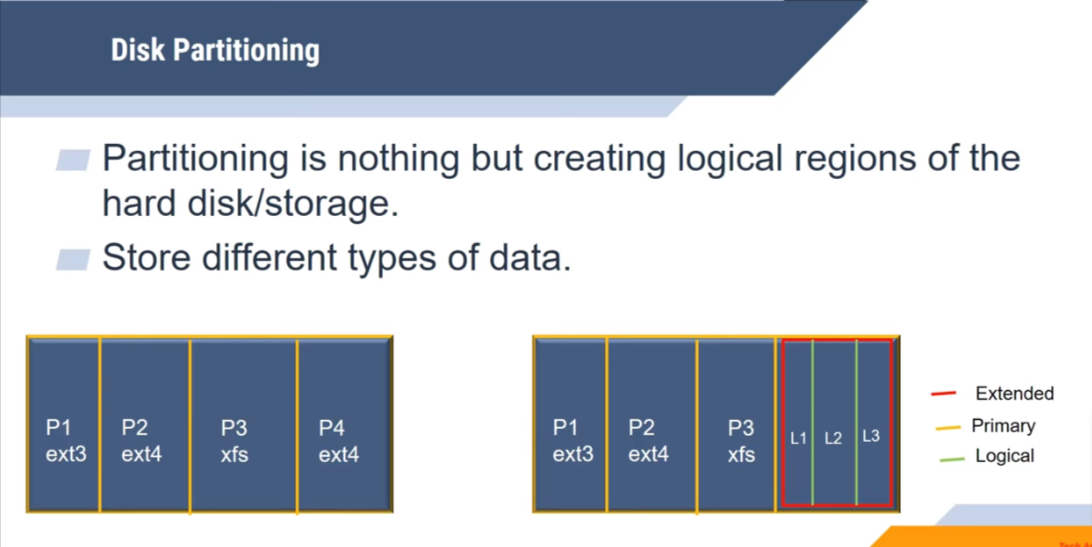 Disk Partitioning
Partitioning is nothing but creating logical regions of the
hard disk/storage.
Store different types of data.
P1 P2 P3 P4
ext3 ext4 xfs ext4
P1 P2 P3 L1 L2 L3
ext3 ext4 xfs
Extended
Primary
Logical